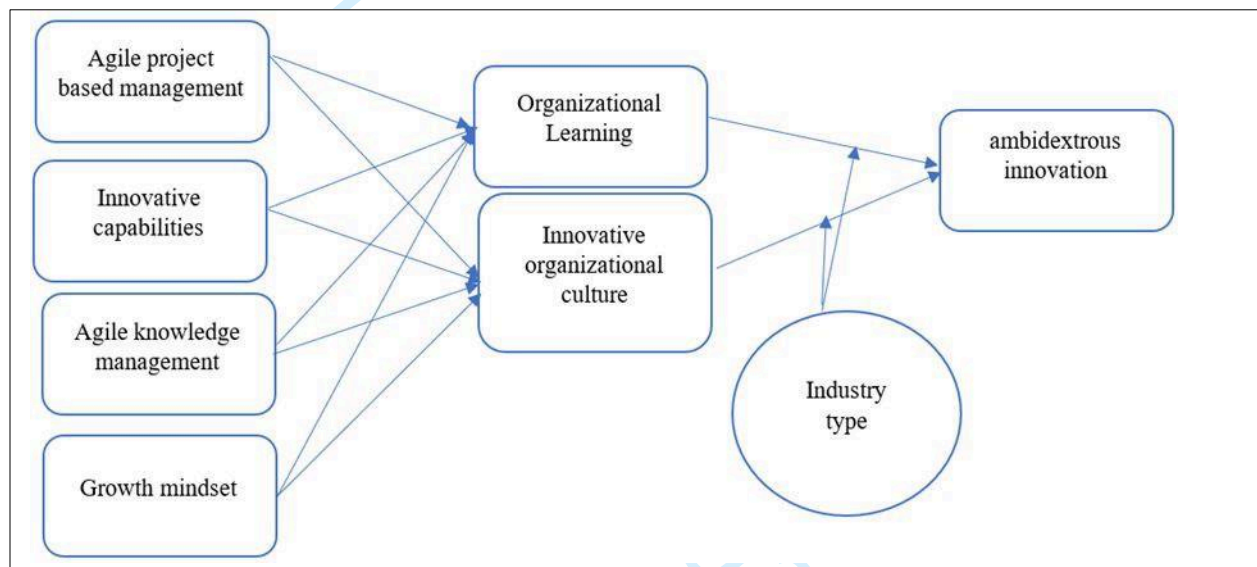 Agile project
based management
Innovative
capabilities
Agile knowledge
management
Growth mindset
Organizational
Learning
Innovative
organizational
culture
Industry
type
ambidextrous
innovation